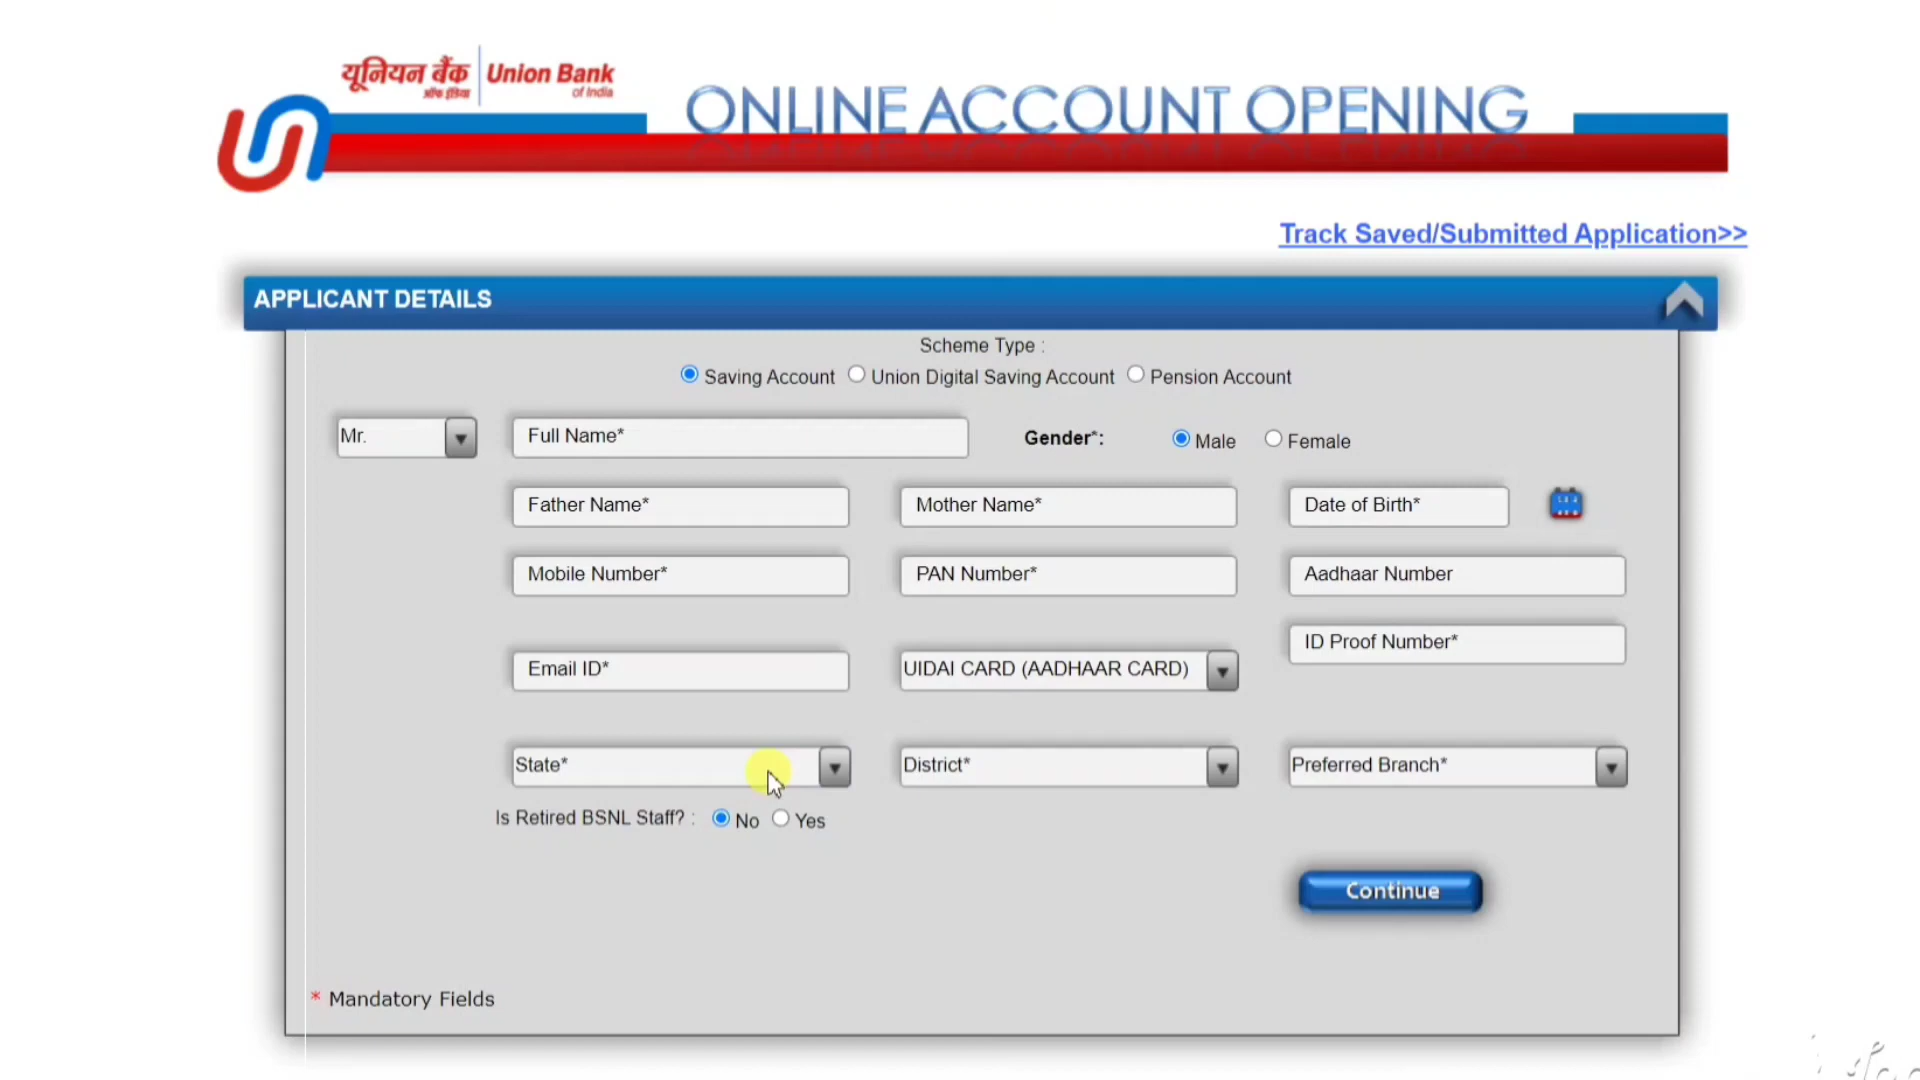 यूनियन बैंक Union Bank
ऑफ इंडिया of India
ONLINE ACCOUNT OPENING
Track Saved/Submitted Application>>
APPLICANT DETAILS
Scheme Type :
Saving Account Union Digital Saving Account Pension Account
Mr. Full Name* Gender*: Male Female
Father Name* Mother Name* Date of Birth*
Mobile Number* PAN Number* Aadhaar Number
ID Proof Number*
Email ID* UIDAI CARD (AADHAAR CARD)
State* District* Preferred Branch*
Is Retired BSNL Staff? : No Yes
Continue
* Mandatory Fields